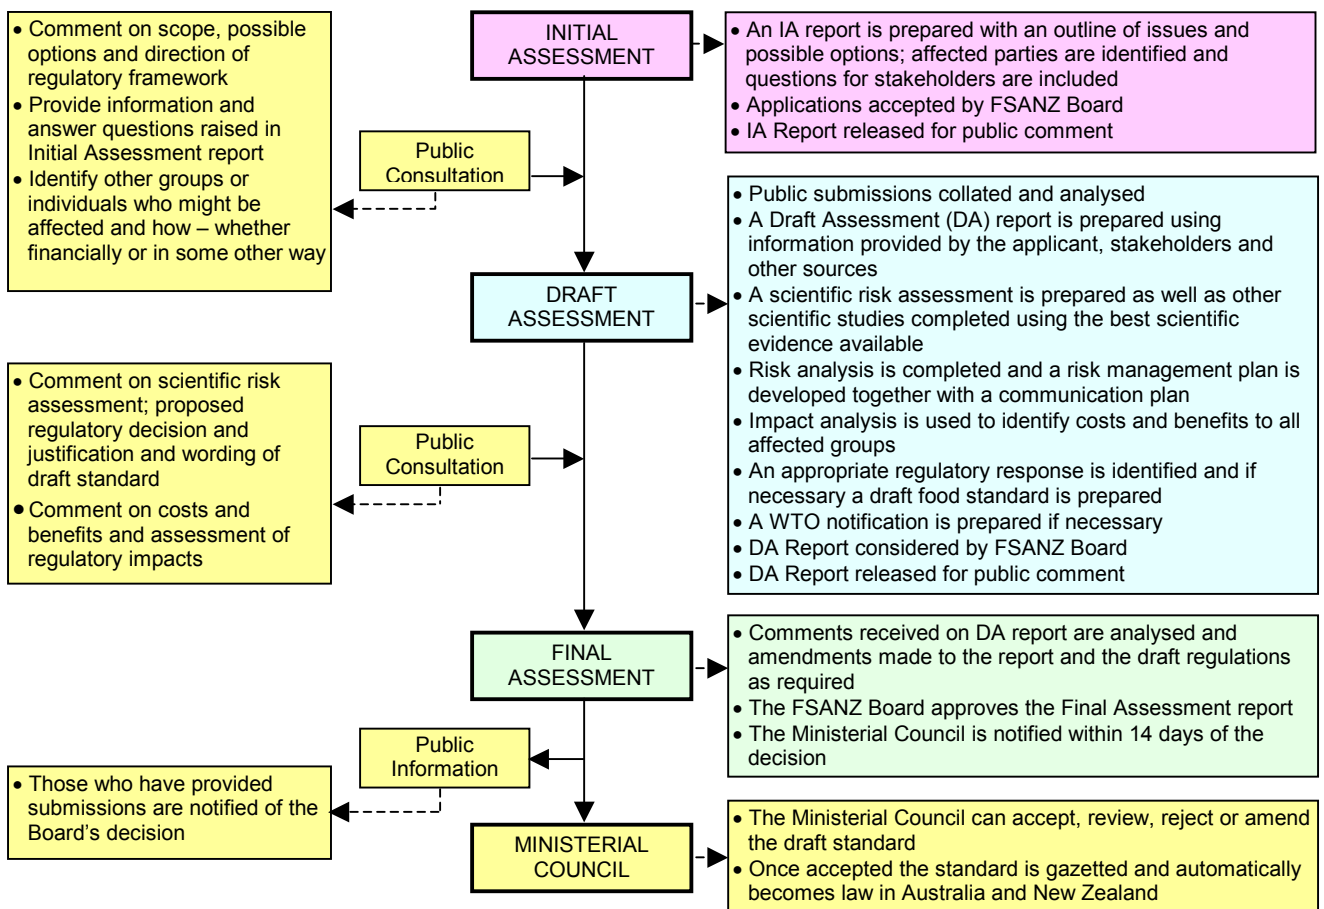 • Comment on scope, possible
options and direction of
regulatory framework
• Provide information and
answer questions raised in
Initial Assessment report
• Identify other groups or
individuals who might be
affected and how – whether
financially or in some other way
Public
Consultation
INITIAL
ASSESSMENT
• An IA report is prepared with an outline of issues and
possible options; affected parties are identified and
questions for stakeholders are included
• Applications accepted by FSANZ Board
• IA Report released for public comment
DRAFT
ASSESSMENT
• Public submissions collated and analysed
• A Draft Assessment (DA) report is prepared using
information provided by the applicant, stakeholders and
other sources
• A scientific risk assessment is prepared as well as other
scientific studies completed using the best scientific
evidence available
• Risk analysis is completed and a risk management plan is
developed together with a communication plan
• Impact analysis is used to identify costs and benefits to all
affected groups
• An appropriate regulatory response is identified and if
necessary a draft food standard is prepared
• A WTO notification is prepared if necessary
• DA Report considered by FSANZ Board
• DA Report released for public comment
• Comment on scientific risk
assessment; proposed
regulatory decision and
justification and wording of
draft standard
• Comment on costs and
benefits and assessment of
regulatory impacts
Public
Consultation
FINAL
ASSESSMENT
• Comments received on DA report are analysed and
amendments made to the report and the draft regulations
as required
• The FSANZ Board approves the Final Assessment report
• The Ministerial Council is notified within 14 days of the
decision
Public
Information
• Those who have provided
submissions are notified of the
Board's decision
MINISTERIAL
COUNCIL
• The Ministerial Council can accept, review, reject or amend
the draft standard
• Once accepted the standard is gazetted and automatically
becomes law in Australia and New Zealand